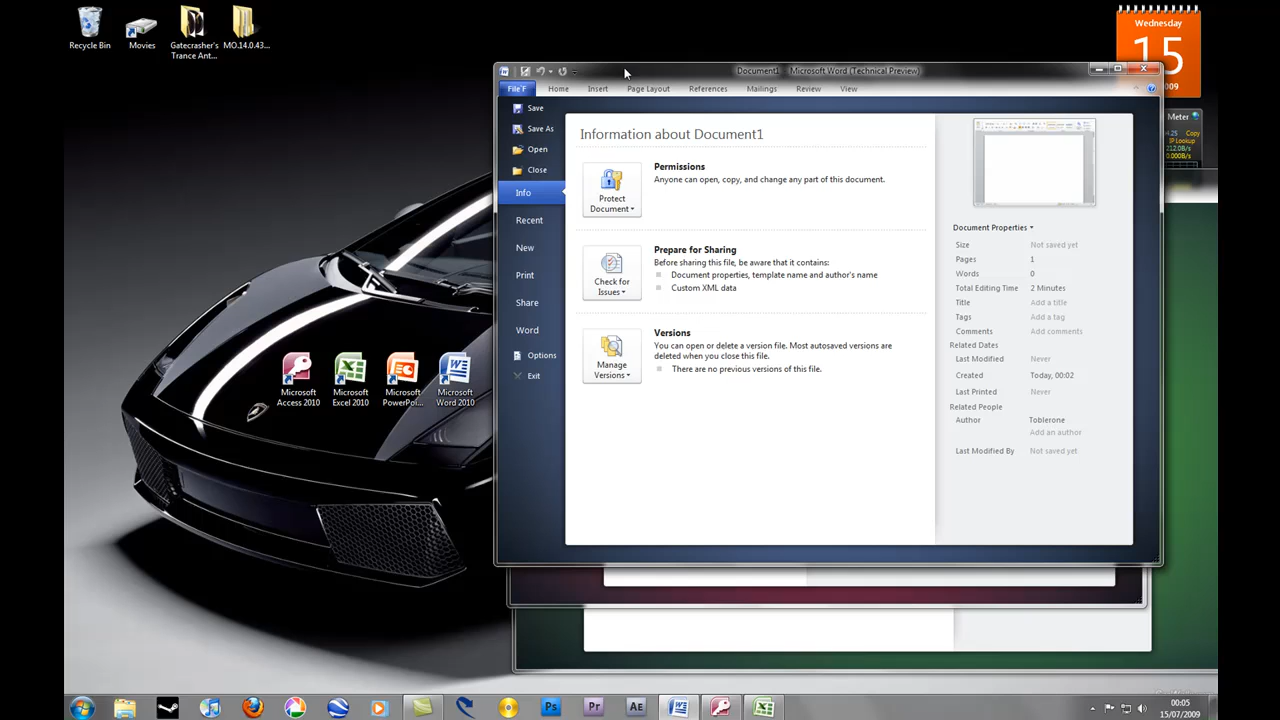 Recycle Bin
Movies
Gatecrasher's
Trance Ant...
MO.14.0.43...
Wednesday
15
Document1 - Microsoft Word (Technical Preview)
File F
Home
Insert
Page Layout
References
Mailings
Review
View
Save
Save As
Open
Close
Info
Recent
New
Print
Share
Word
Options
Exit
Information about Document1
Protect
Document
Permissions
Anyone can open, copy, and change any part of this document.
Check for
Issues
Prepare for Sharing
Before sharing this file, be aware that it contains:
Document properties, template name and author's name
Custom XML data
Manage
Versions
Versions
You can open or delete a version file. Most autosaved versions are
deleted when you close this file.
There are no previous versions of this file.
Document Properties
Size Not saved yet
Pages 1
Words 0
Total Editing Time 2 Minutes
Title Add a title
Tags Add a tag
Comments Add comments
Related Dates
Last Modified Never
Created Today, 00:02
Last Printed Never
Related People
Author Toblerone
Add an author
Last Modified By Not saved yet
Meter
Copy
IP Lookup
Microsoft
Access 2010
Microsoft
Excel 2010
Microsoft
PowerPoi...
Microsoft
Word 2010
Ps
Pr
Ae
00:05
15/07/2009